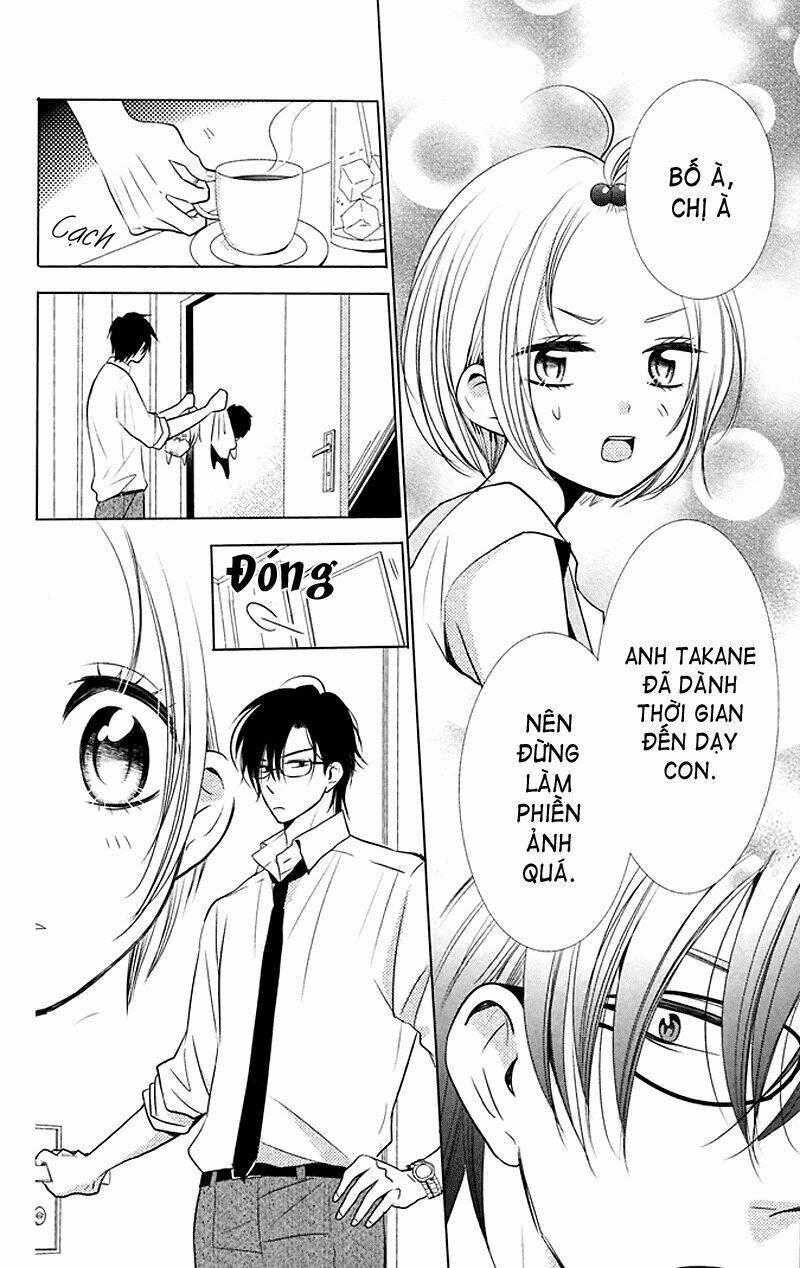 BỐ À,
CHỊ À
ANH TAKANE
ĐÃ DÀNH
THỜI GIAN
ĐẾN DẠY
CON.
NÊN
ĐỪNG
LÀM
PHIỀN
ẢNH
QUÁ.
Cạch
Đóng